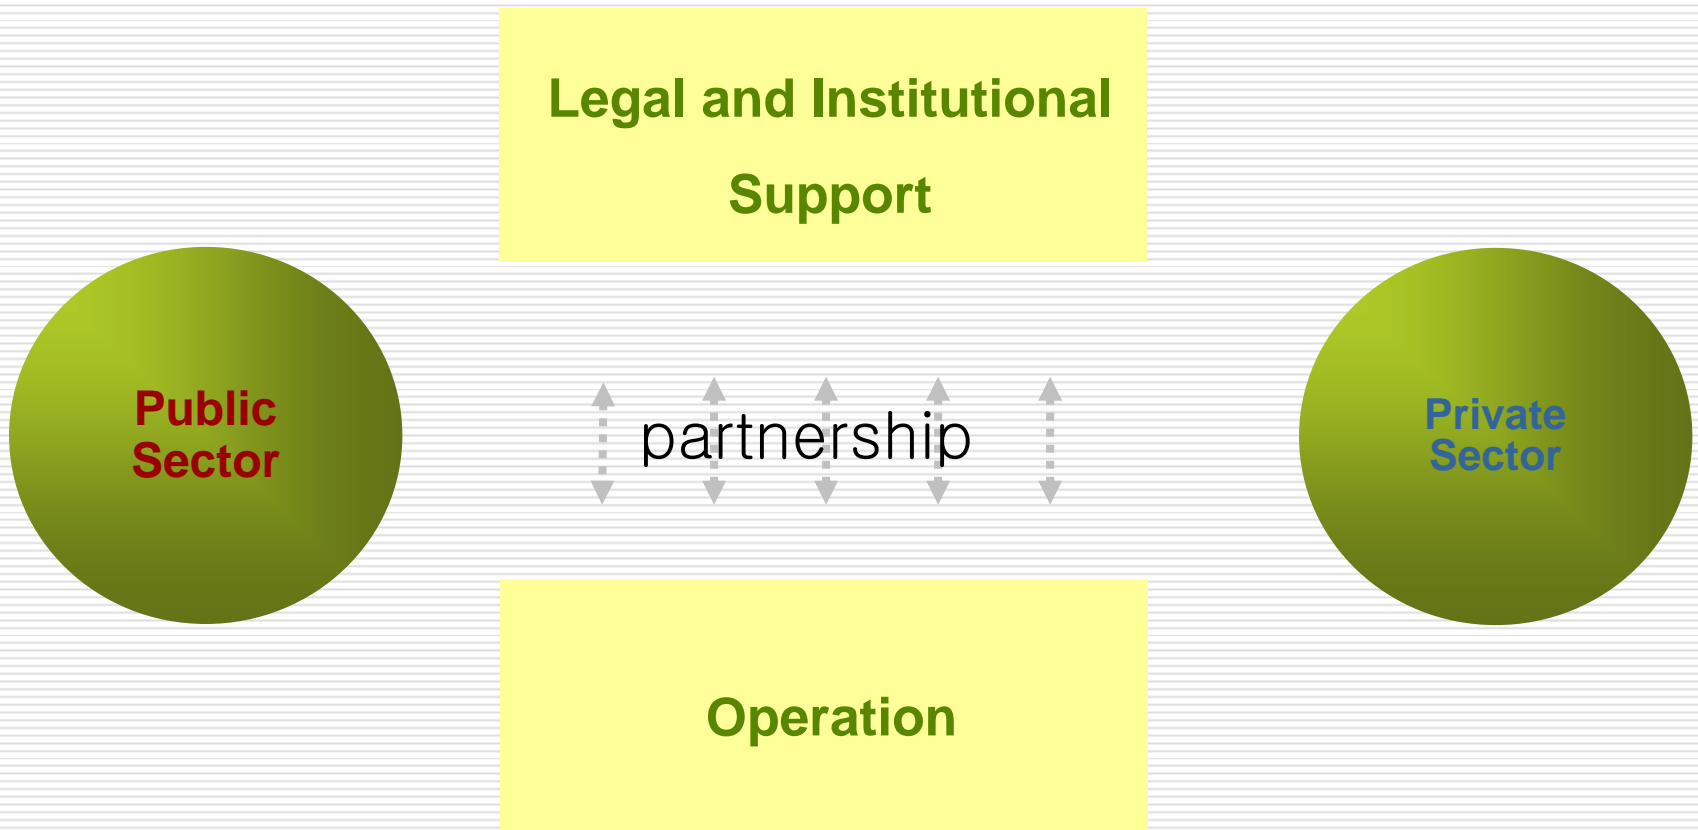 Legal and Institutional
Support
Public
Sector
partnership
Private
Sector
Operation